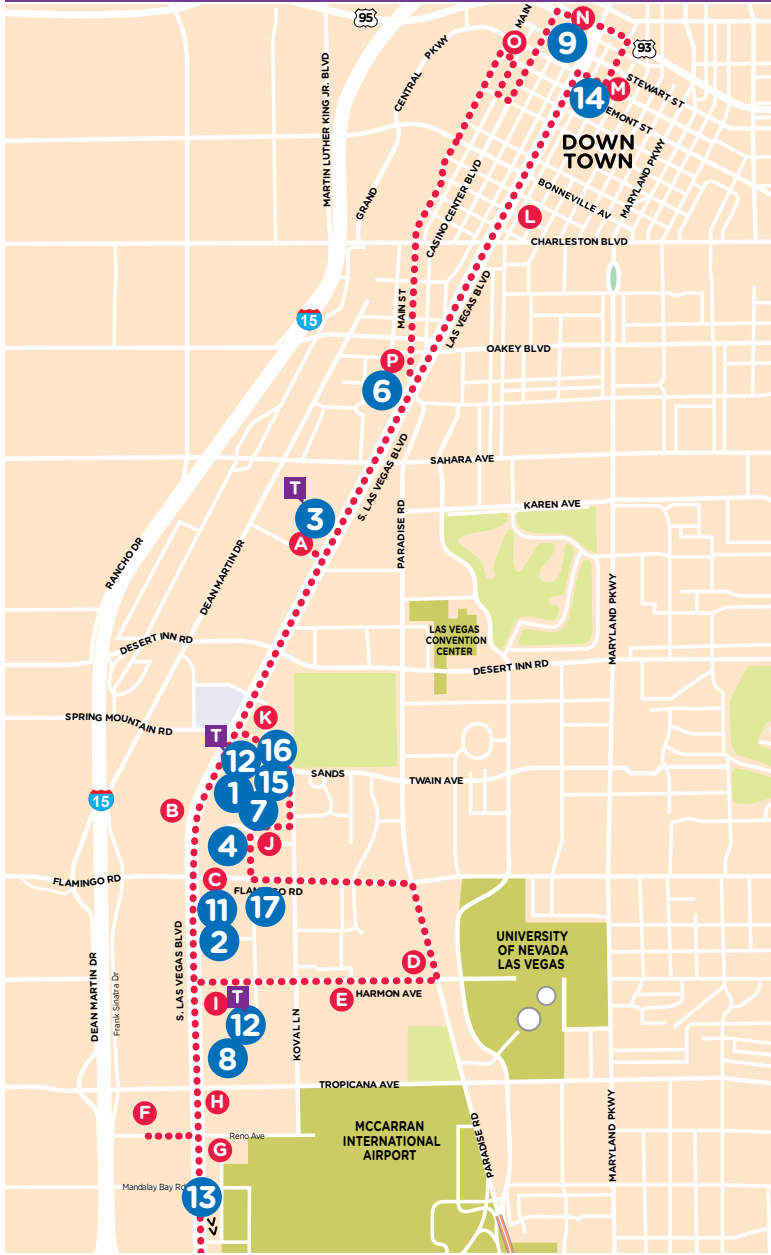 95
MAIN
N
O
9
93
CENTRAL PKWY
MARTIN LUTHER KING JR. BLVD
M
14
STEWART ST
EMONT ST
DOWN
TOWN
MARYLAND PKWY
BONNEVILLE AV
GRAND
CASINO CENTER BLVD
L
CHARLESTON BLVD
MAIN ST
LAS VEGAS BLVD
15
OAKEY BLVD
P
6
S. LAS VEGAS BLVD
SAHARA AVE
T
3
A
KAREN AVE
PARADISE RD
RANCHO DR
DEAN MARTIN DR
MARYLAND PKWY
LAS VEGAS
CONVENTION
CENTER
DESERT INN RD
DESERT INN RD
SPRING MOUNTAIN RD
K
T
16
12
15
SANDS
TWAIN AVE
1
7
15
B
4
J
C
FLAMINGO RD
FLAMINGO RD
11
17
2
S. LAS VEGAS BLVD
UNIVERSITY
OF NEVADA
LAS VEGAS
D
DEAN MARTIN DR
Frank Sinatra Dr
I
T
E
HARMON AVE
12
KOVAL LN
8
TROPICANA AVE
H
F
MCCARRAN
INTERNATIONAL
AIRPORT
Reno Ave
G
PARADISE RD
MARYLAND PKWY
Mandalay Bay Rd
13